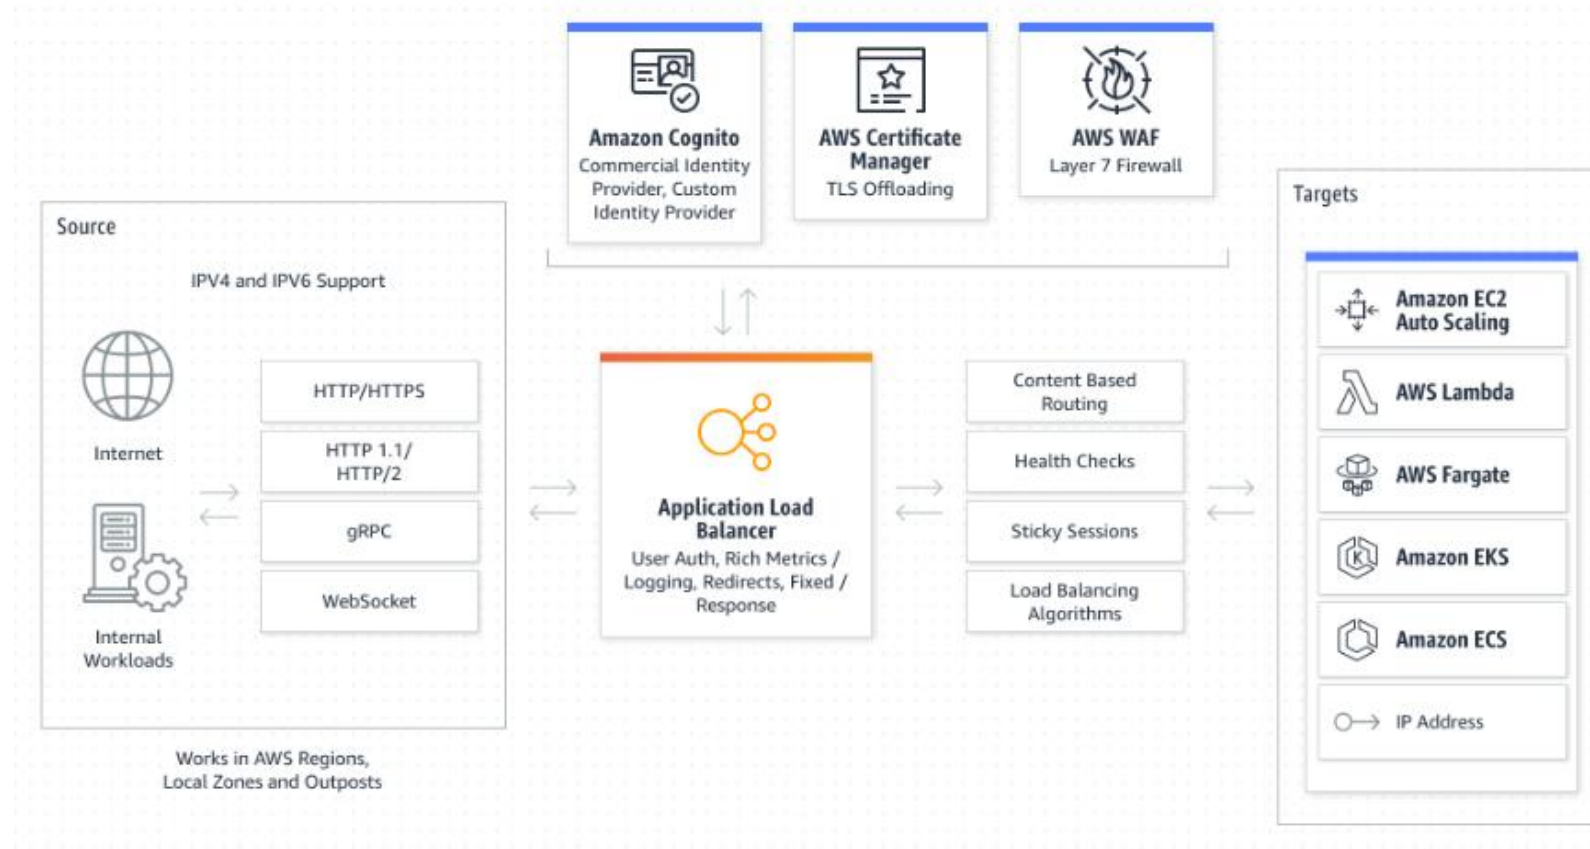 Amazon Cognito
Commercial Identity
Provider, Custom
Identity Provider
AWS Certificate
Manager
TLS Offloading
AWS WAF
Layer 7 Firewall
Source
IPV4 and IPV6 Support
Internet
Internal
Workloads
HTTP/HTTPS
HTTP 1.1/
HTTP/2
gRPC
WebSocket
Works in AWS Regions,
Local Zones and Outposts
Application Load
Balancer
User Auth, Rich Metrics /
Logging, Redirects, Fixed /
Response
Content Based
Routing
Health Checks
Sticky Sessions
Load Balancing
Algorithms
Targets
Amazon EC2
Auto Scaling
AWS Lambda
AWS Fargate
K
Amazon EKS
Amazon ECS
IP Address